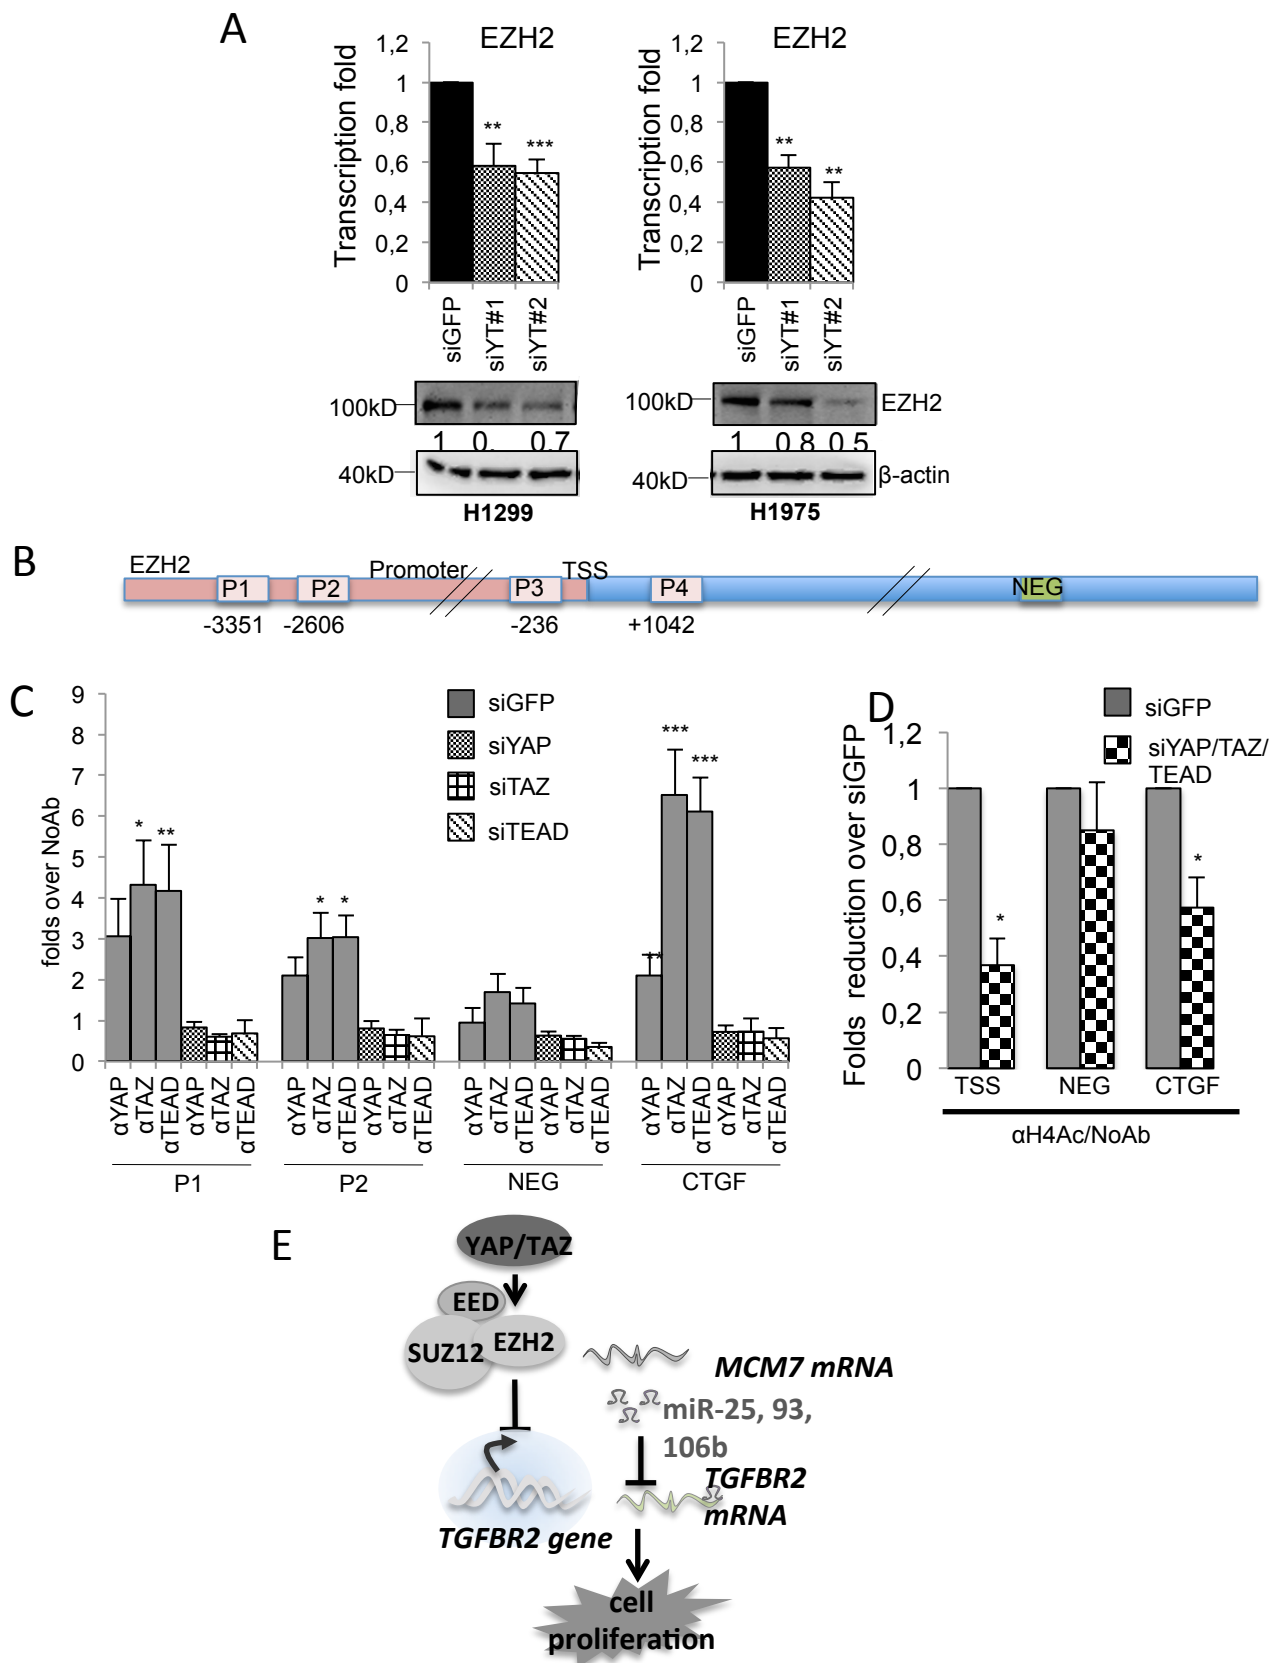 A
EZH2
EZH2
Transcription fold
1,2
1
0,8
0,6
0,4
0,2
0
**
***
siGFP
siYT#1
siYT#2
Transcription fold
1,2
1
0,8
0,6
0,4
0,2
0
**
**
siGFP
siYT#1
siYT#2
100kD
1 0. 0.7
40kD
H1299
100kD
EZH2
1 0.8 0.5
40kD
β-actin
H1975
B
EZH2
Promoter
TSS
P1
P2
P3
P4
NEG
-3351
-2606
-236
+1042
C
folds over NoAb
9
8
7
6
5
4
3
2
1
0
siGFP
siYAP
siTAZ
siTEAD
*
**
*
*
**
***
***
αYAP
αTAZ
αTEAD
αYAP
αTAZ
αTEAD
αYAP
αTAZ
αTEAD
αYAP
αTAZ
αTEAD
αYAP
αTAZ
αTEAD
αYAP
αTAZ
αTEAD
αYAP
αTAZ
αTEAD
αYAP
αTAZ
αTEAD
P1
P2
NEG
CTGF
D
siGFP
siYAP/TAZ/
TEAD
Folds reduction over siGFP
1,2
1
0,8
0,6
0,4
0,2
0
*
*
TSS
NEG
CTGF
αH4Ac/NoAb
E
YAP/TAZ
EED
SUZ12
EZH2
MCM7 mRNA
miR-25, 93,
106b
TGFBR2
mRNA
TGFBR2 gene
cell
proliferation